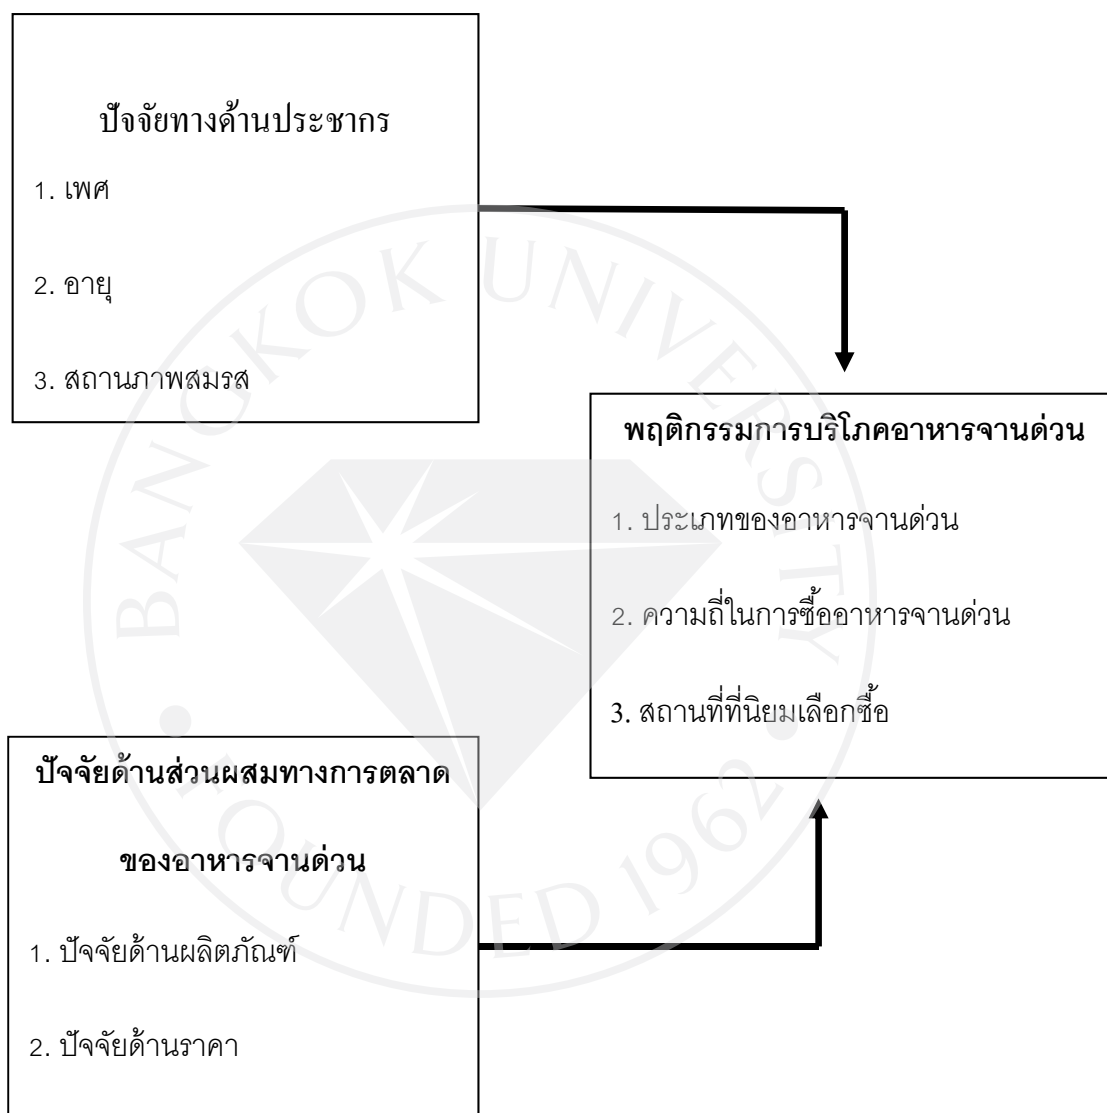 ปัจจัยทางด้านประชากร
1. เพศ
2. อายุ
3. สถานภาพสมรส
พฤติกรรมการบริโภคอาหารจานด่วน
1. ประเภทของอาหารจานด่วน
2. ความถี่ในการซื้ออาหารจานด่วน
3. สถานที่ที่นิยมเลือกซื้อ
ปัจจัยด้านส่วนผสมทางการตลาด
ของอาหารจานด่วน
1. ปัจจัยด้านผลิตภัณฑ์
2. ปัจจัยด้านราคา
BANGKOK UNIVERSITY
FOUNDED 1962